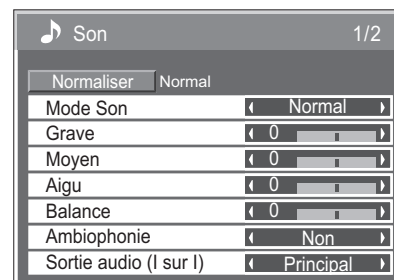 Son 1/2
Normaliser Normal
Mode Son Normal
Grave 0
Moyen 0
Aigu 0
Balance 0
Ambiophonie Non
Sortie audio (I sur I) Principal